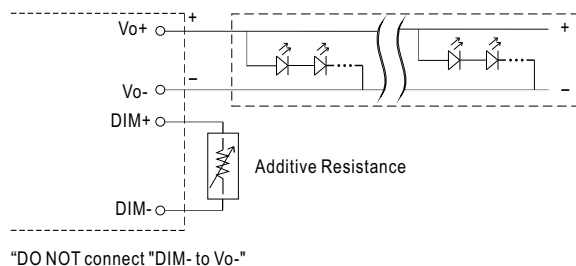 Vo+
+
+
Vo-
–
–
DIM+
Additive Resistance
DIM-
“DO NOT connect "DIM- to Vo-"